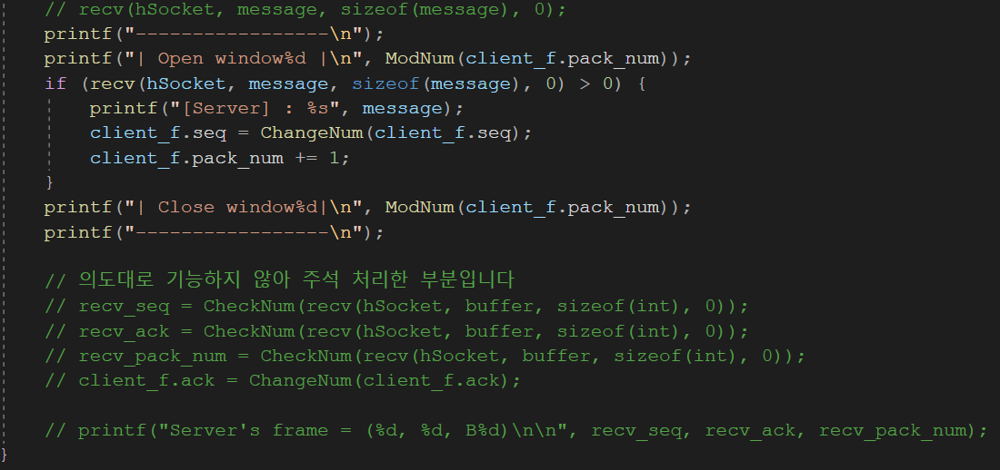 // recv(hSocket, message, sizeof(message), 0);
printf("-----------------\n");
printf("| Open window%d |\n", ModNum(client_f.pack_num));
if (recv(hSocket, message, sizeof(message), 0) > 0) {
printf("[Server] : %s", message);
client_f.seq = ChangeNum(client_f.seq);
client_f.pack_num += 1;
}
printf("| Close window%d|\n", ModNum(client_f.pack_num));
printf("-----------------\n");
// 의도대로 기능하지 않아 주석 처리한 부분입니다
// recv_seq = CheckNum(recv(hSocket, buffer, sizeof(int), 0));
// recv_ack = CheckNum(recv(hSocket, buffer, sizeof(int), 0));
// recv_pack_num = CheckNum(recv(hSocket, buffer, sizeof(int), 0));
// client_f.ack = ChangeNum(client_f.ack);
// printf("Server's frame = (%d, %d, B%d)\n\n", recv_seq, recv_ack, recv_pack_num);
}